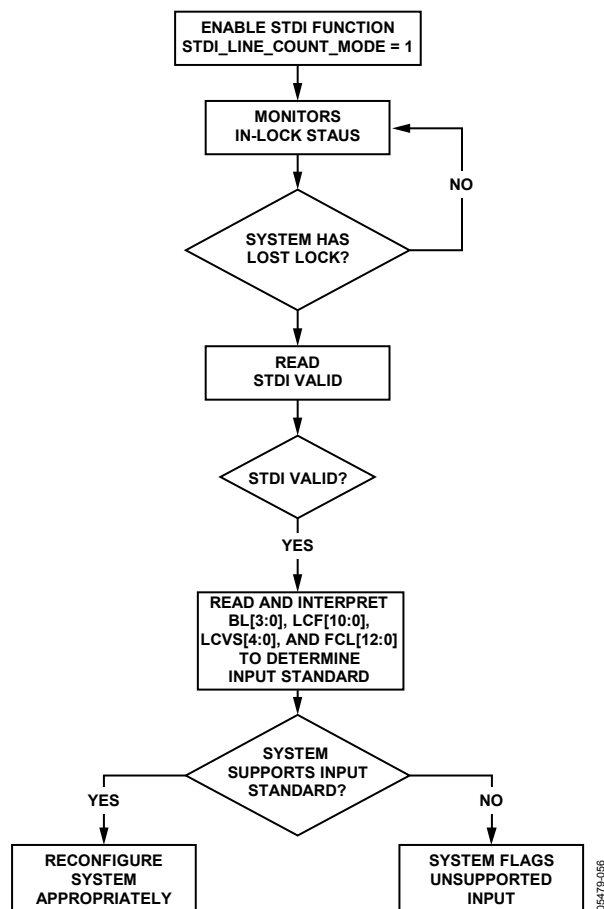 ENABLE STDI FUNCTION
STDI_LINE_COUNT_MODE = 1
MONITORS
IN-LOCK STAUS
NO
SYSTEM HAS
LOST LOCK?
READ
STDI VALID
STDI VALID?
YES
READ AND INTERPRET
BL[3:0], LCF[10:0],
LCVS[4:0], AND FCL[12:0]
TO DETERMINE
INPUT STANDARD
SYSTEM
SUPPORTS INPUT
STANDARD?
YES
NO
RECONFIGURE
SYSTEM
APPROPRIATELY
SYSTEM FLAGS
UNSUPPORTED
INPUT
05479-056